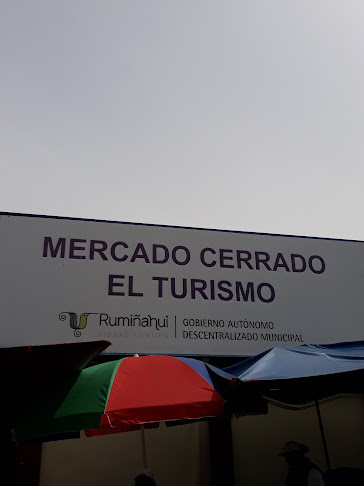 MERCADO CERRADO
EL TURISMO
Rumiñahui
GOBIERNO AUTÓNOMO
DESCENTRALIZADO MUNICIPAL